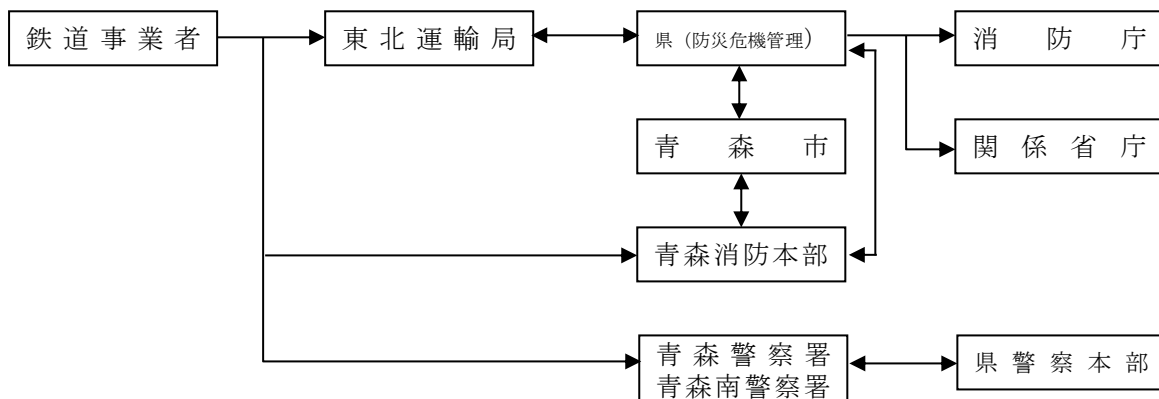 鉄道事業者
東北運輸局
県（防災危機管理）
消防庁
青森市
関係省庁
青森消防本部
青森警察署
青森南警察署
県警察本部